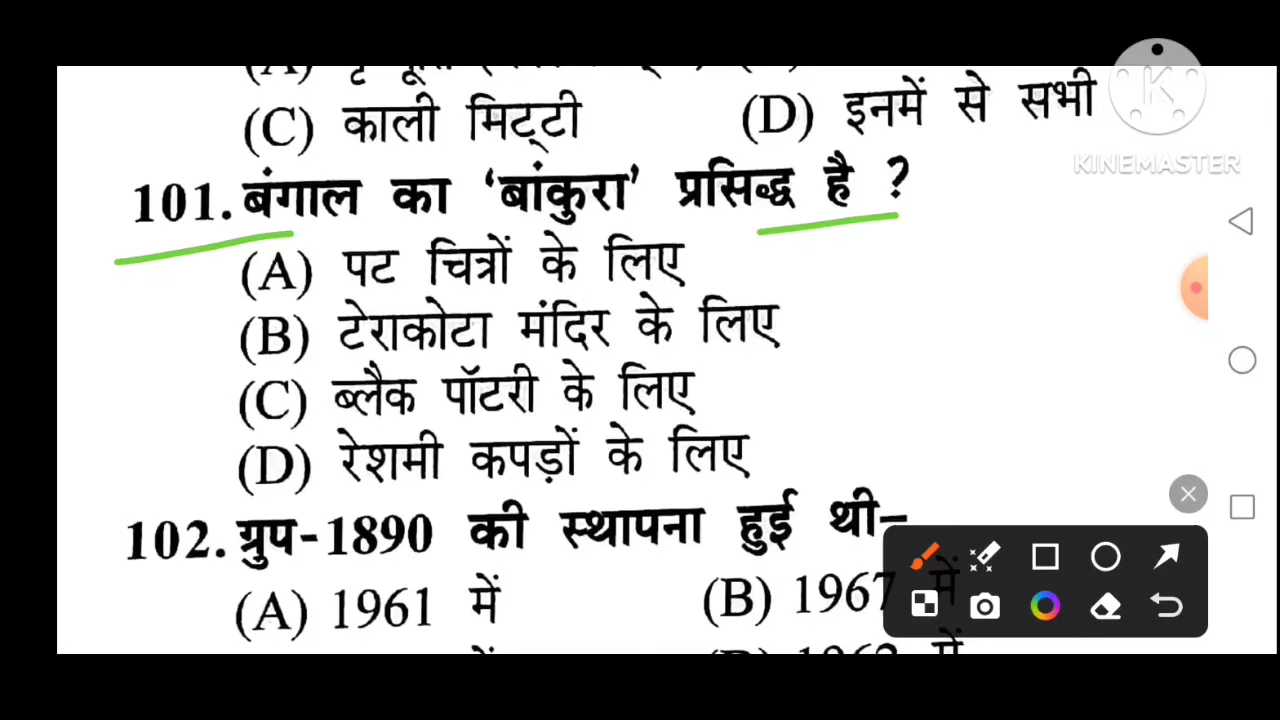 (C) काली मिट्टी (D) इनमें से सभी
KINEMASTER
101. बंगाल का ‘बांकुरा’ प्रसिद्ध है ?
(A) पट चित्रों के लिए
(B) टेराकोटा मंदिर के लिए
(C) ब्लैक पॉटरी के लिए
(D) रेशमी कपड़ों के लिए
102. ग्रुप-1890 की स्थापना हुई थी–
(A) 1961 में (B) 1967 में